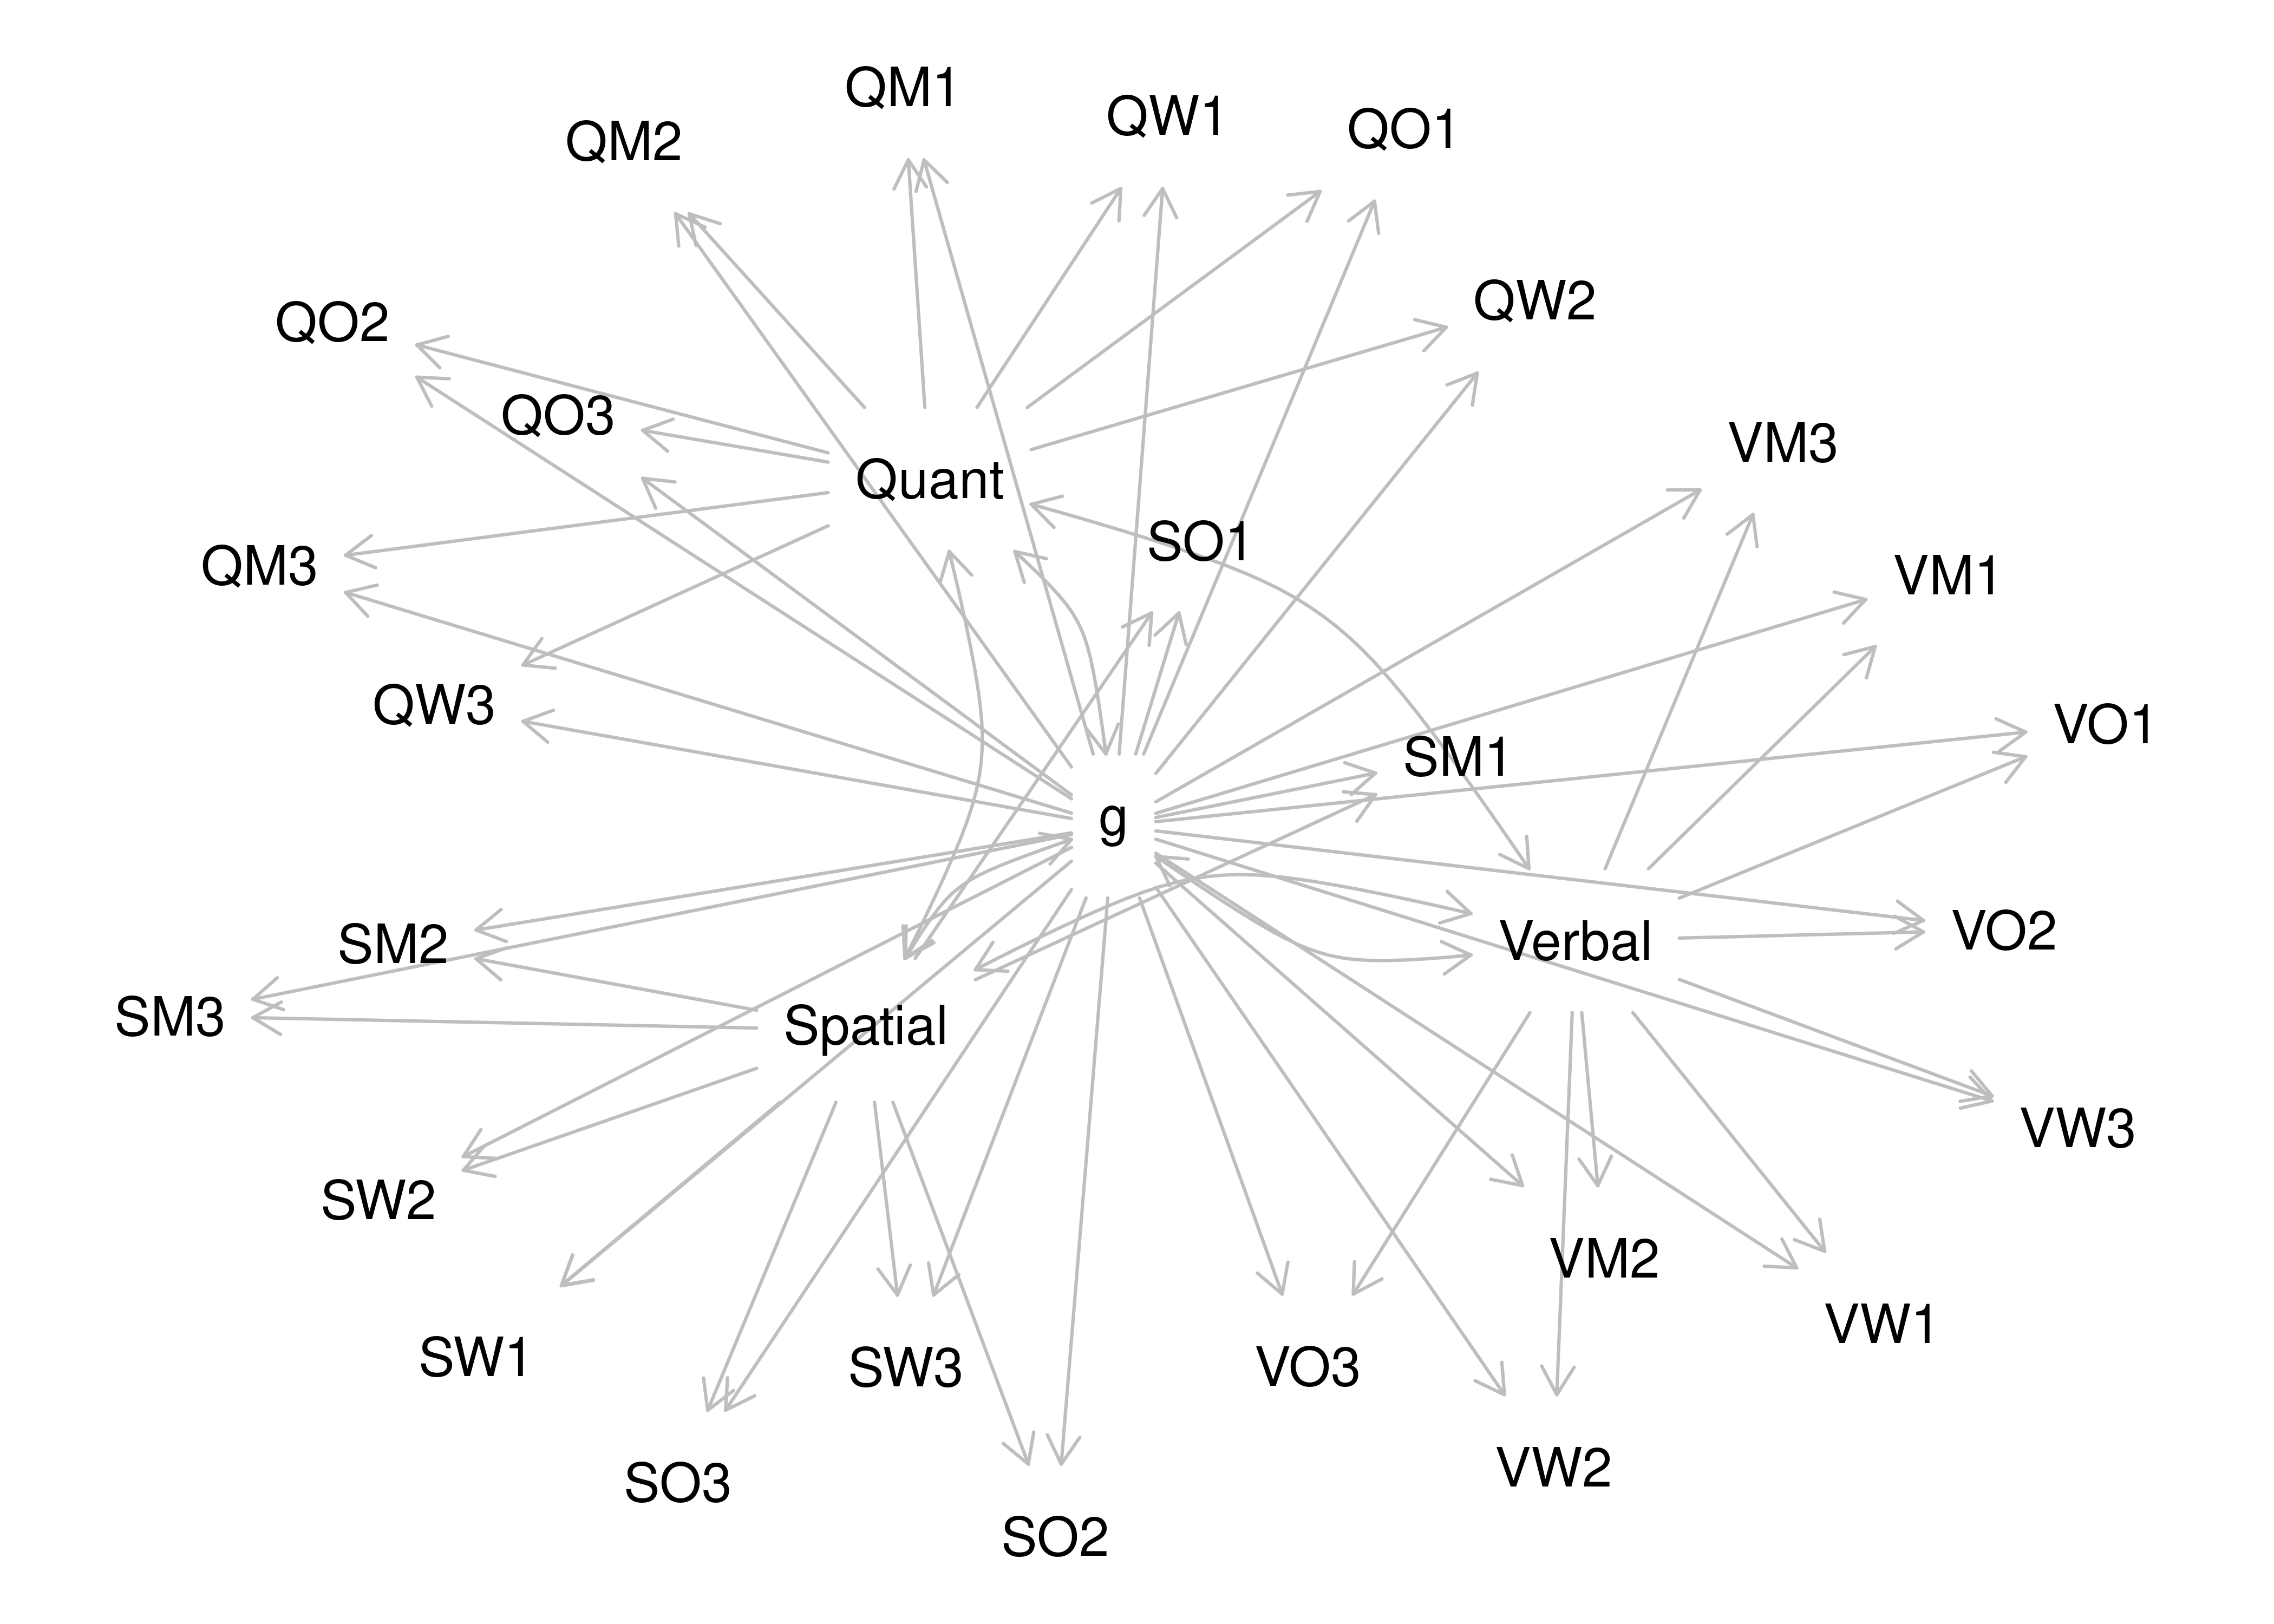 QM1
QW1
QO1
QM2
QW2
QO2
QO3
VM3
Quant
SO1
QM3
VM1
QW3
VO1
SM1
g
VO2
Verbal
SM2
SM3
Spatial
VW3
SW2
VM2
VW1
SW1
SW3
VO3
VW2
SO3
SO2